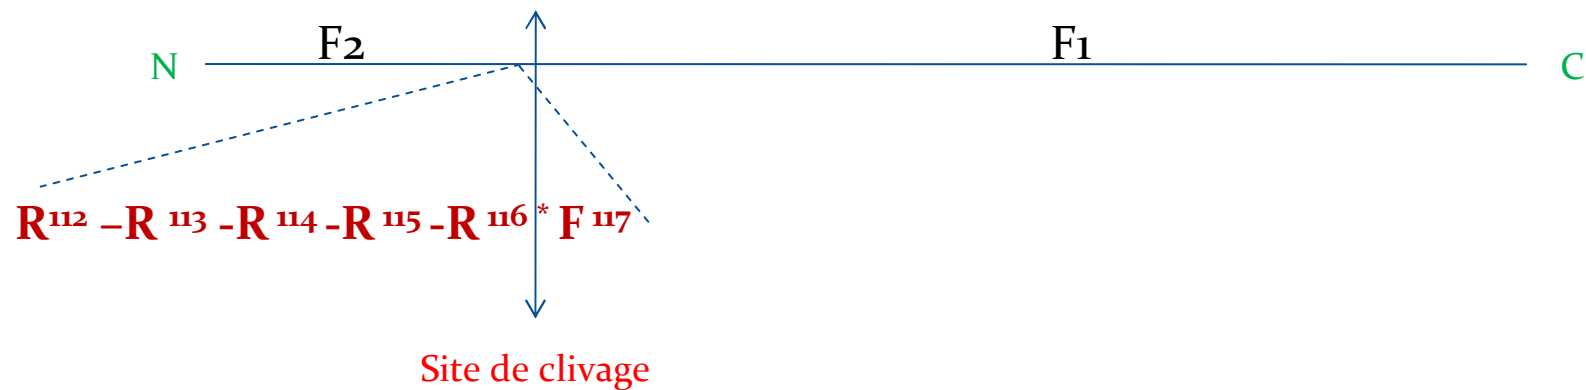 F2 F1
N C
R¹¹² –R ¹¹³ -R ¹¹⁴ -R ¹¹⁵ -R ¹¹⁶ * F ¹¹⁷
Site de clivage